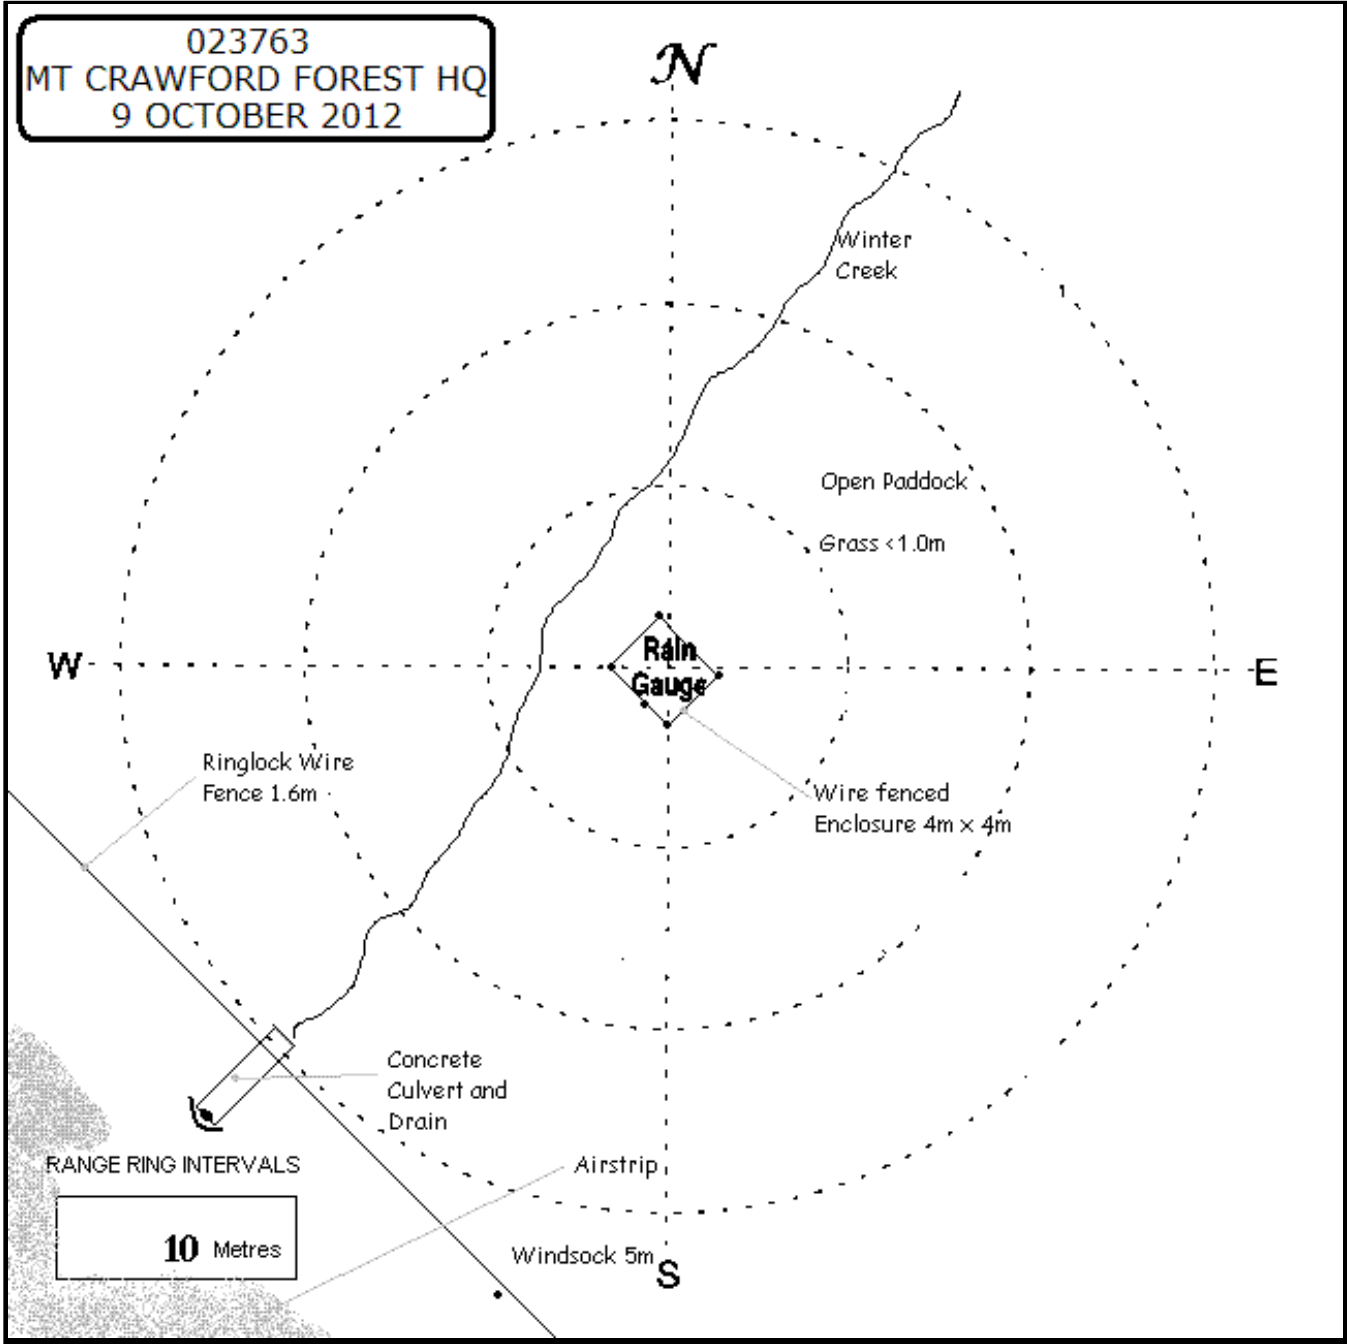 023763
MT CRAWFORD FOREST HQ
9 OCTOBER 2012
N
Winter
Creek
Open Paddock
Grass <1.0m
W
Rain
Gauge
E
Ringlock Wire
Fence 1.6m
Wire fenced
Enclosure 4m x 4m
Concrete
Culvert and
Drain
RANGE RING INTERVALS
10 Metres
Airstrip
Windsock 5m
S